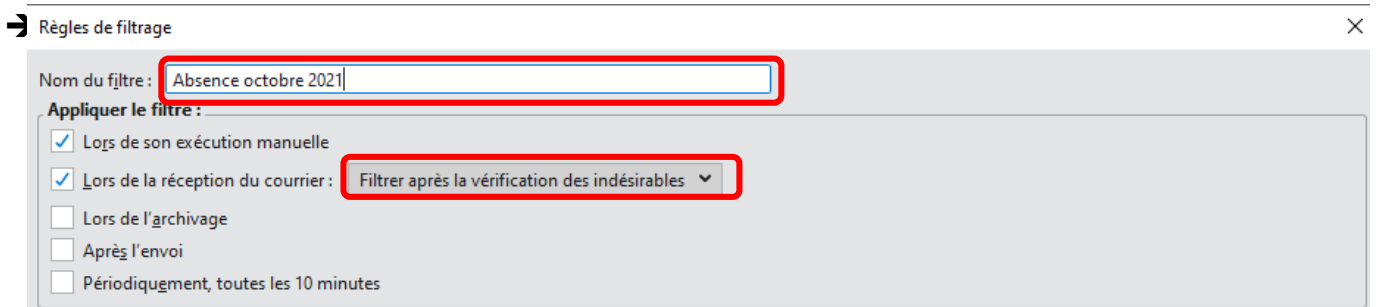 Règles de filtrage
Nom du filtre : Absence octobre 2021
Appliquer le filtre :
Lors de son exécution manuelle
Lors de la réception du courrier : Filtrer après la vérification des indésirables
Lors de l'archivage
Après l'envoi
Périodiquement, toutes les 10 minutes